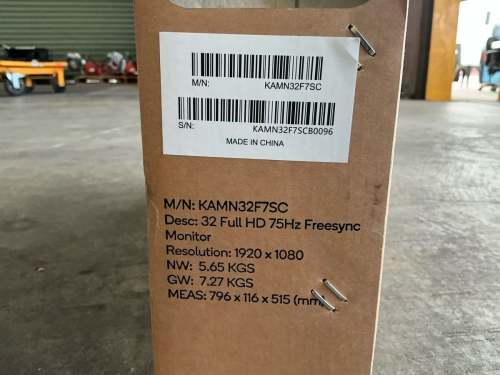 M/N: KAMN32F7SC
S/N: KAMN32F7SCB0096
MADE IN CHINA
M/N: KAMN32F7SC
Desc: 32 Full HD 75Hz Freesync
Monitor
Resolution: 1920 x 1080
NW: 5.65 KGS
GW: 7.27 KGS
MEAS: 796 x 116 x 515 (mm)